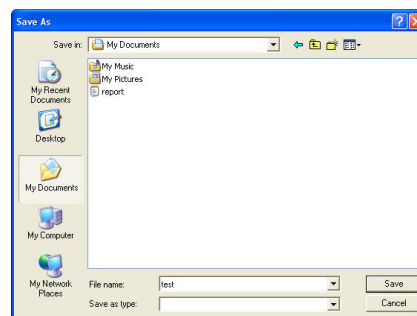 Save As
Save in: My Documents
My Recent
Documents
Desktop
My Documents
My Computer
My Network
Places
My Music
My Pictures
report
File name: test Save
Save as type: Cancel